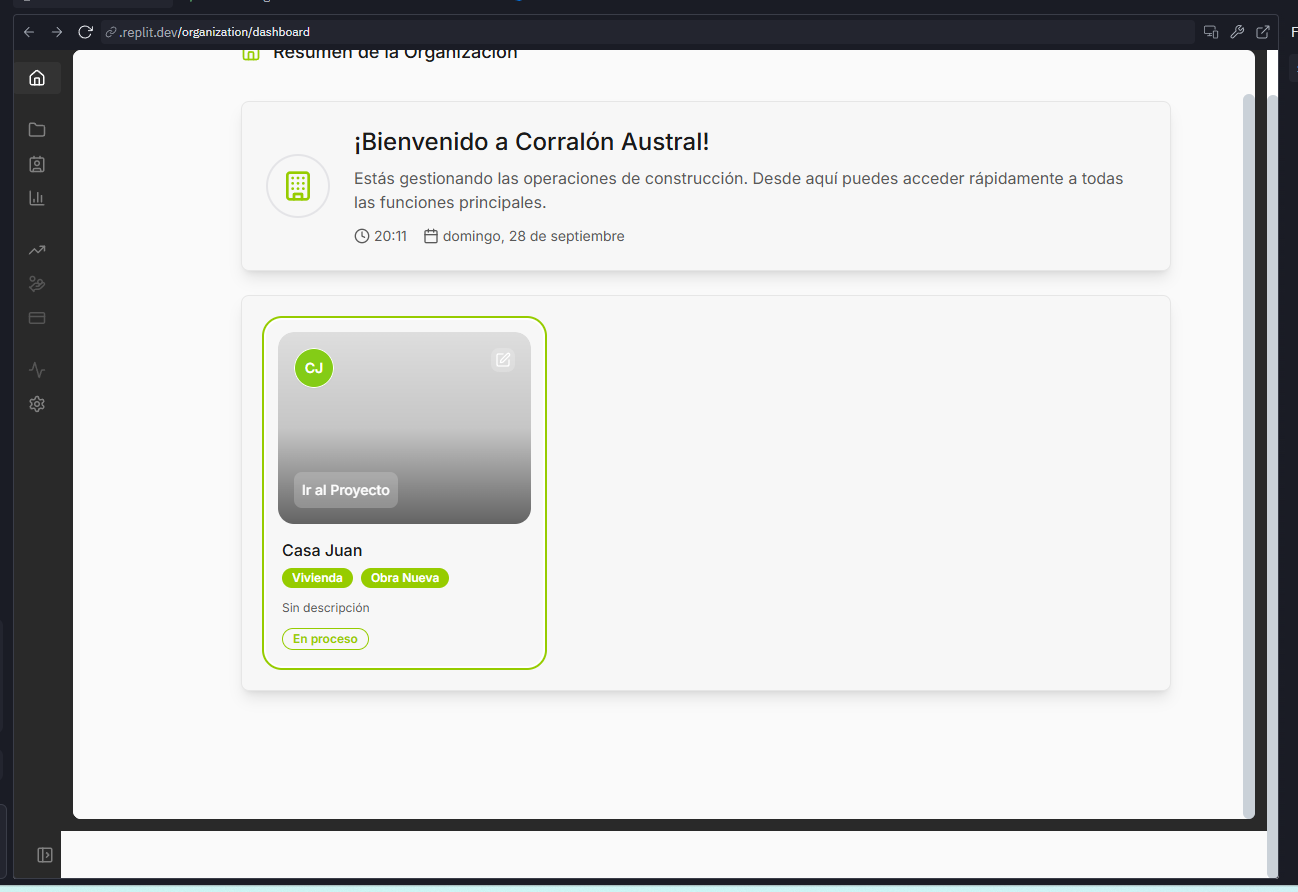 .replit.dev/organization/dashboard
Resumen de la Organización
¡Bienvenido a Corralón Austral!
Estás gestionando las operaciones de construcción. Desde aquí puedes acceder rápidamente a todas
las funciones principales.
20:11 domingo, 28 de septiembre
CJ
Ir al Proyecto
Casa Juan
Vivienda Obra Nueva
Sin descripción
En proceso